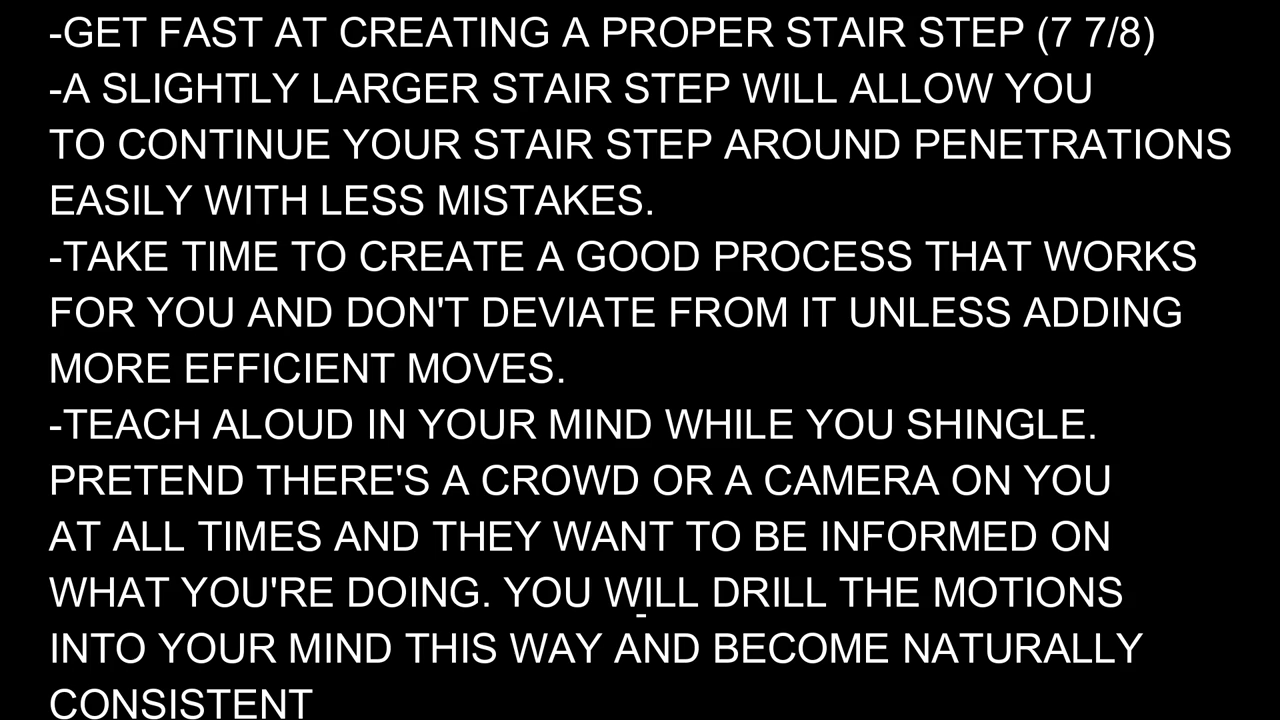 -GET FAST AT CREATING A PROPER STAIR STEP (7 7/8)
-A SLIGHTLY LARGER STAIR STEP WILL ALLOW YOU
TO CONTINUE YOUR STAIR STEP AROUND PENETRATIONS
EASILY WITH LESS MISTAKES.
-TAKE TIME TO CREATE A GOOD PROCESS THAT WORKS
FOR YOU AND DON'T DEVIATE FROM IT UNLESS ADDING
MORE EFFICIENT MOVES.
-TEACH ALOUD IN YOUR MIND WHILE YOU SHINGLE.
PRETEND THERE'S A CROWD OR A CAMERA ON YOU
AT ALL TIMES AND THEY WANT TO BE INFORMED ON
WHAT YOU'RE DOING. YOU WILL DRILL THE MOTIONS
-
INTO YOUR MIND THIS WAY AND BECOME NATURALLY
CONSISTENT